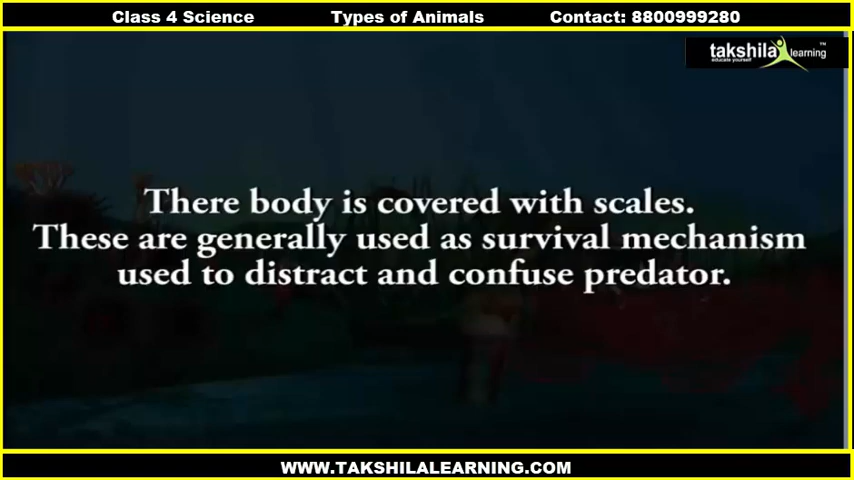 Class 4 Science Types of Animals Contact: 8800999280
takshila learning ™
educate yourself
There body is covered with scales.
These are generally used as survival mechanism
used to distract and confuse predator.
WWW.TAKSHILALEARNING.COM